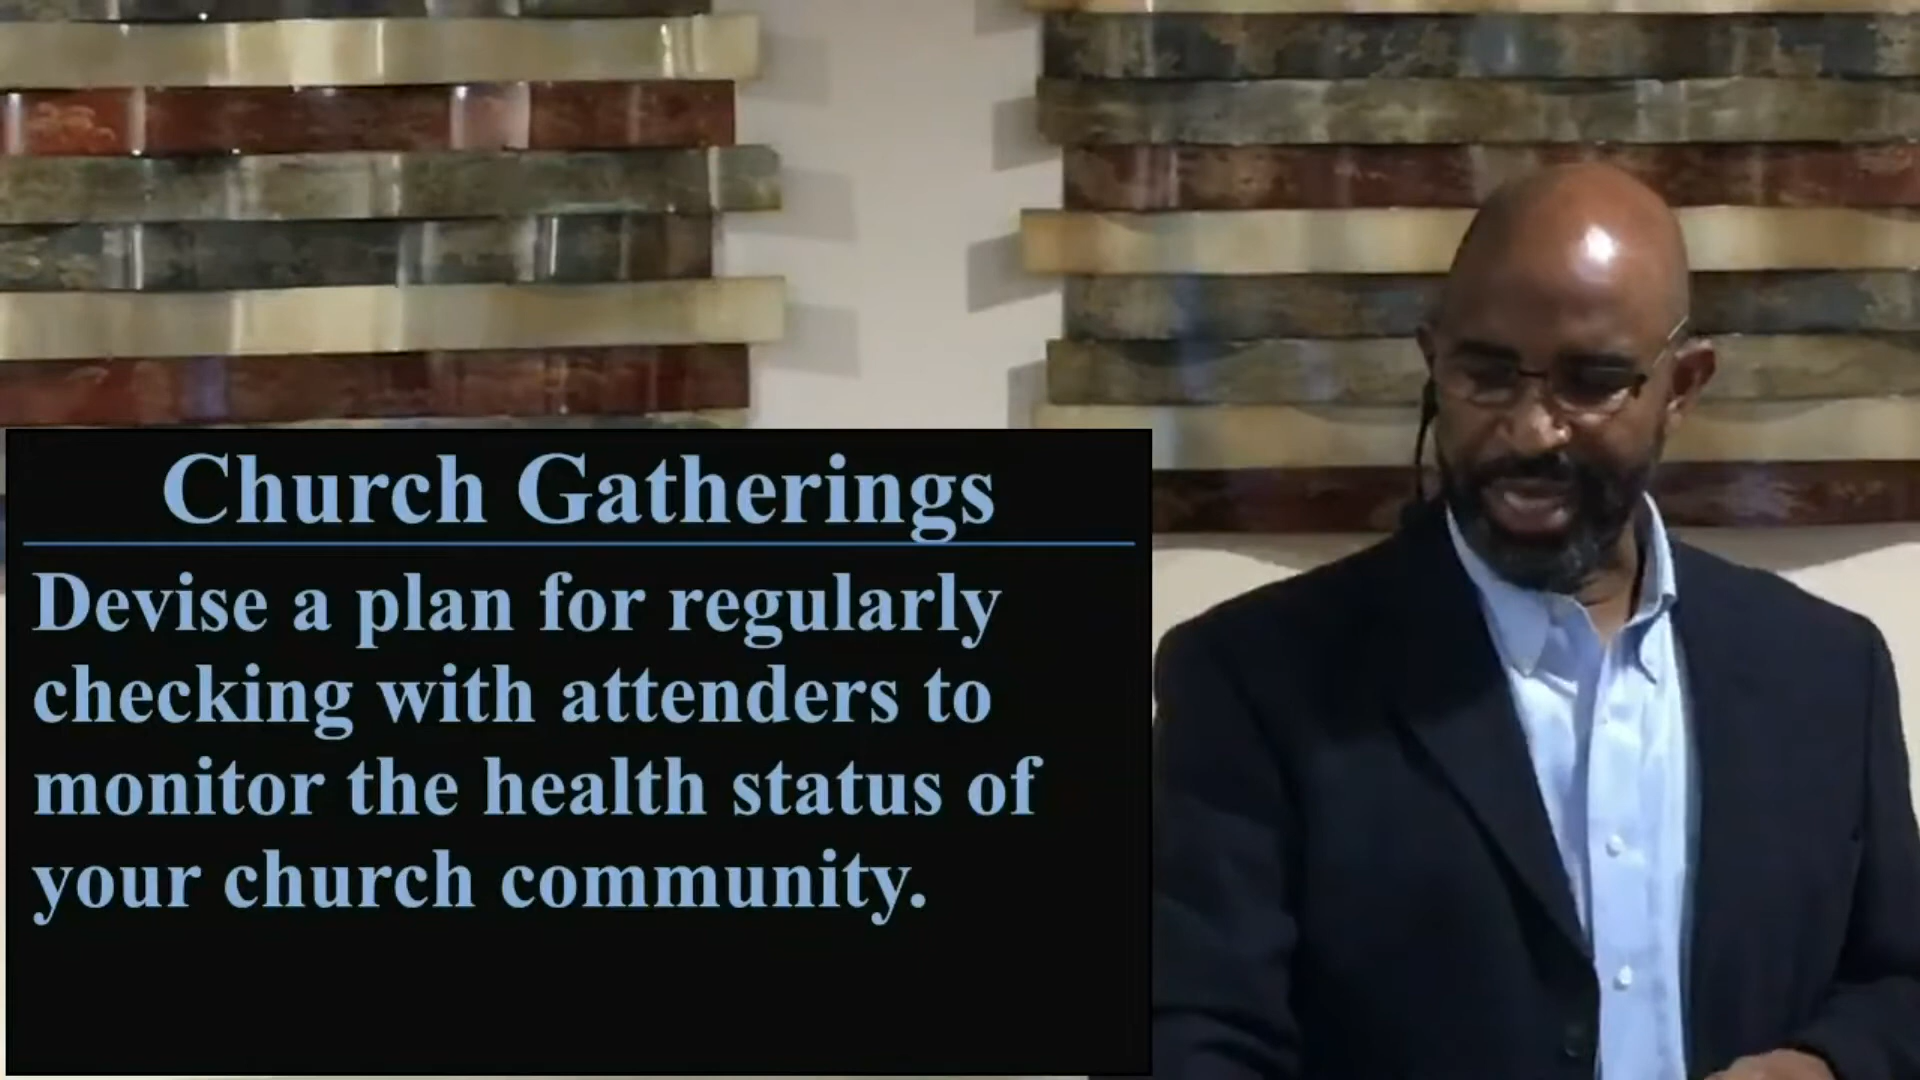 Church Gatherings
Devise a plan for regularly
checking with attenders to
monitor the health status of
your church community.